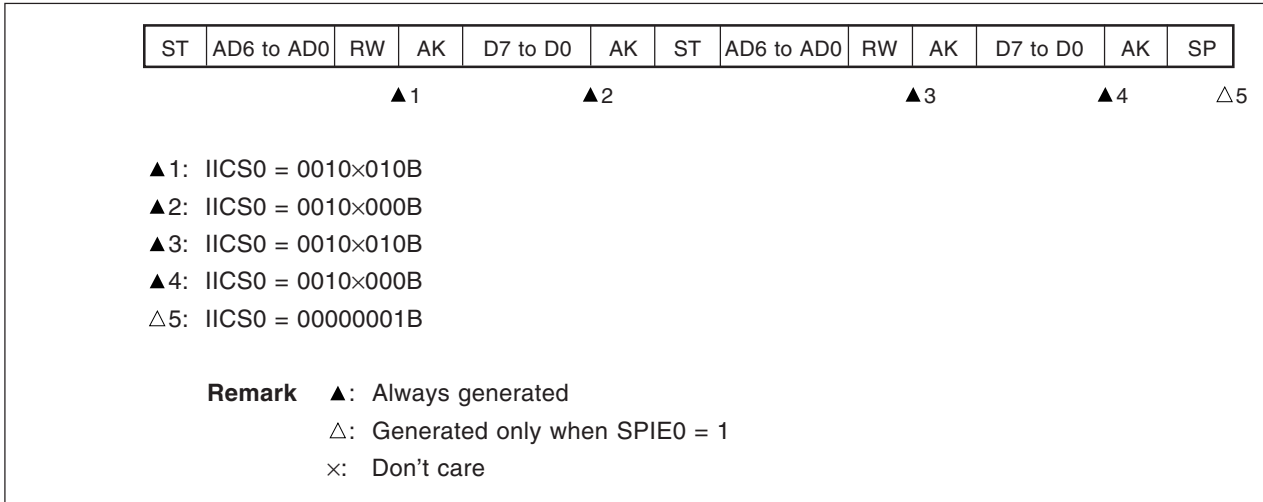 ST AD6 to AD0 RW AK D7 to D0 AK ST AD6 to AD0 RW AK D7 to D0 AK SP
▲1 ▲2 ▲3 ▲4 △5
▲1: IICS0 = 0010×010B
▲2: IICS0 = 0010×000B
▲3: IICS0 = 0010×010B
▲4: IICS0 = 0010×000B
△5: IICS0 = 00000001B
Remark ▲: Always generated
△: Generated only when SPIE0 = 1
×: Don't care